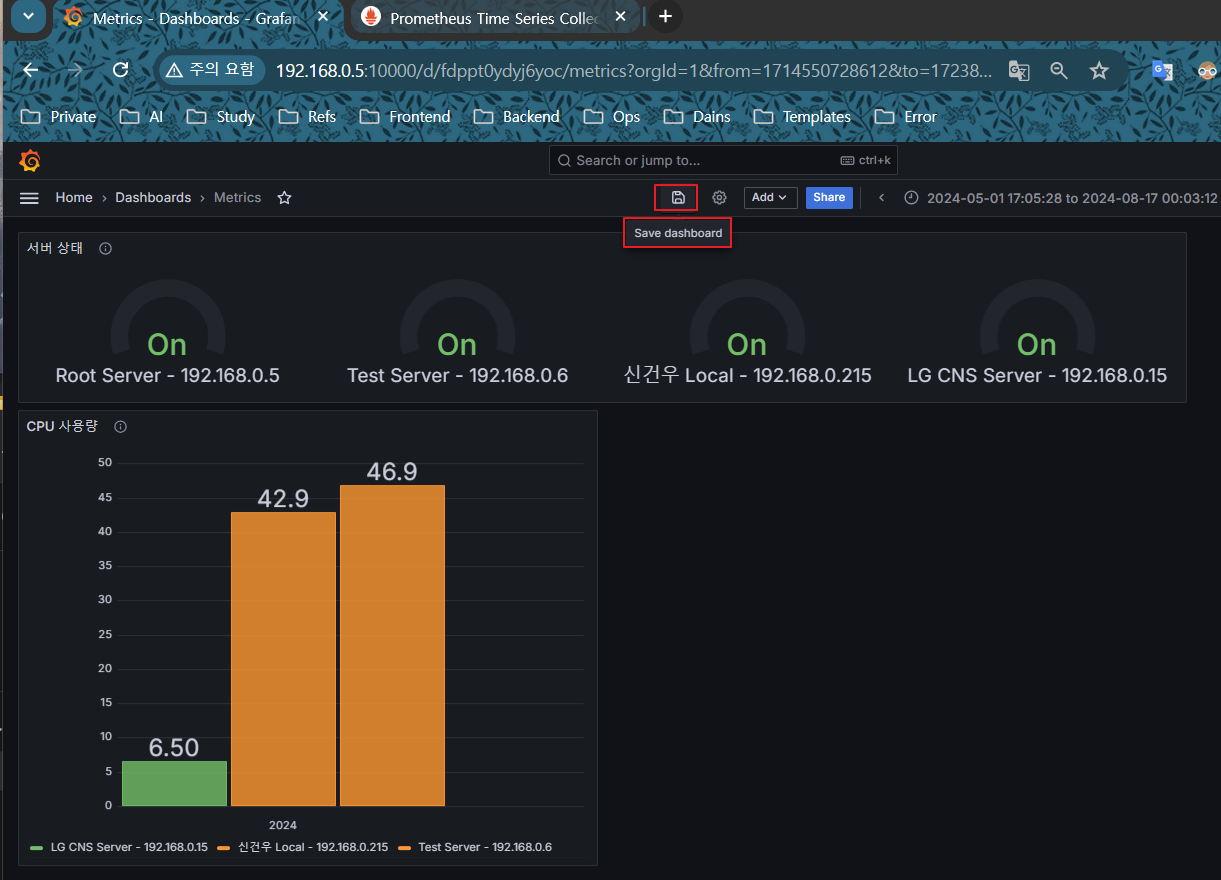 Metrics - Dashboards - Grafan
Prometheus Time Series Collec
주의 요함
192.168.0.5:10000/d/fdppt0ydyj6yoc/metrics?orgId=1&from=1714550728612&to=17238...
Private AI Study Refs Frontend Backend Ops Dains Templates Error
Search or jump to... ctrl+k
Home > Dashboards > Metrics Add Share 2024-05-01 17:05:28 to 2024-08-17 00:03:12
Save dashboard
서버 상태
On On On On
Root Server - 192.168.0.5 Test Server - 192.168.0.6 신건우 Local - 192.168.0.215 LG CNS Server - 192.168.0.15
CPU 사용량
50
46.9
45
42.9
40
35
30
25
20
15
10
6.50
5
0
2024
LG CNS Server - 192.168.0.15 신건우 Local - 192.168.0.215 Test Server - 192.168.0.6